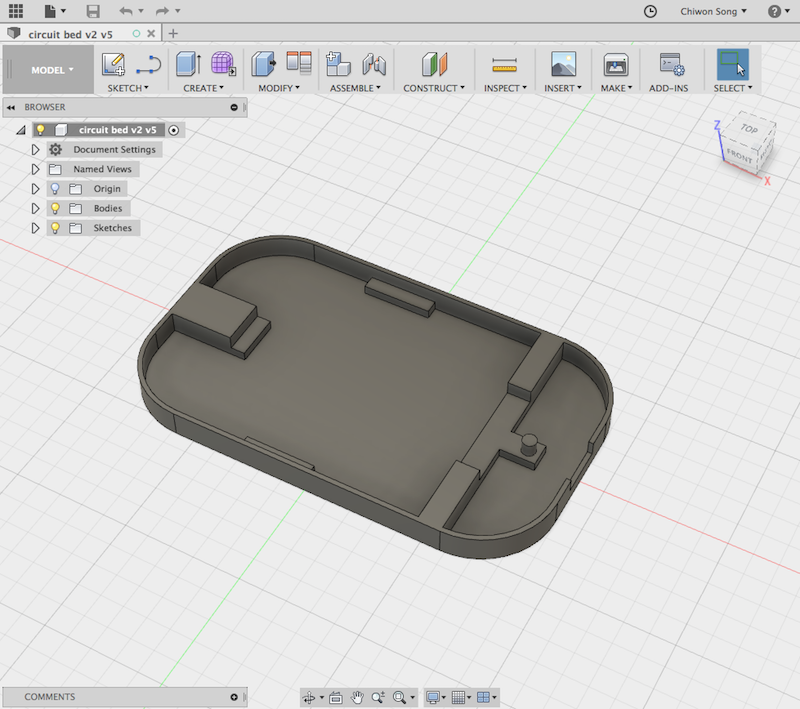 Chiwon Song
circuit bed v2 v5
MODEL
SKETCH
CREATE
MODIFY
ASSEMBLE
CONSTRUCT
INSPECT
INSERT
MAKE
ADD-INS
SELECT
BROWSER
circuit bed v2 v5
Document Settings
Named Views
Origin
Bodies
Sketches
Z
TOP
FRONT
X
COMMENTS